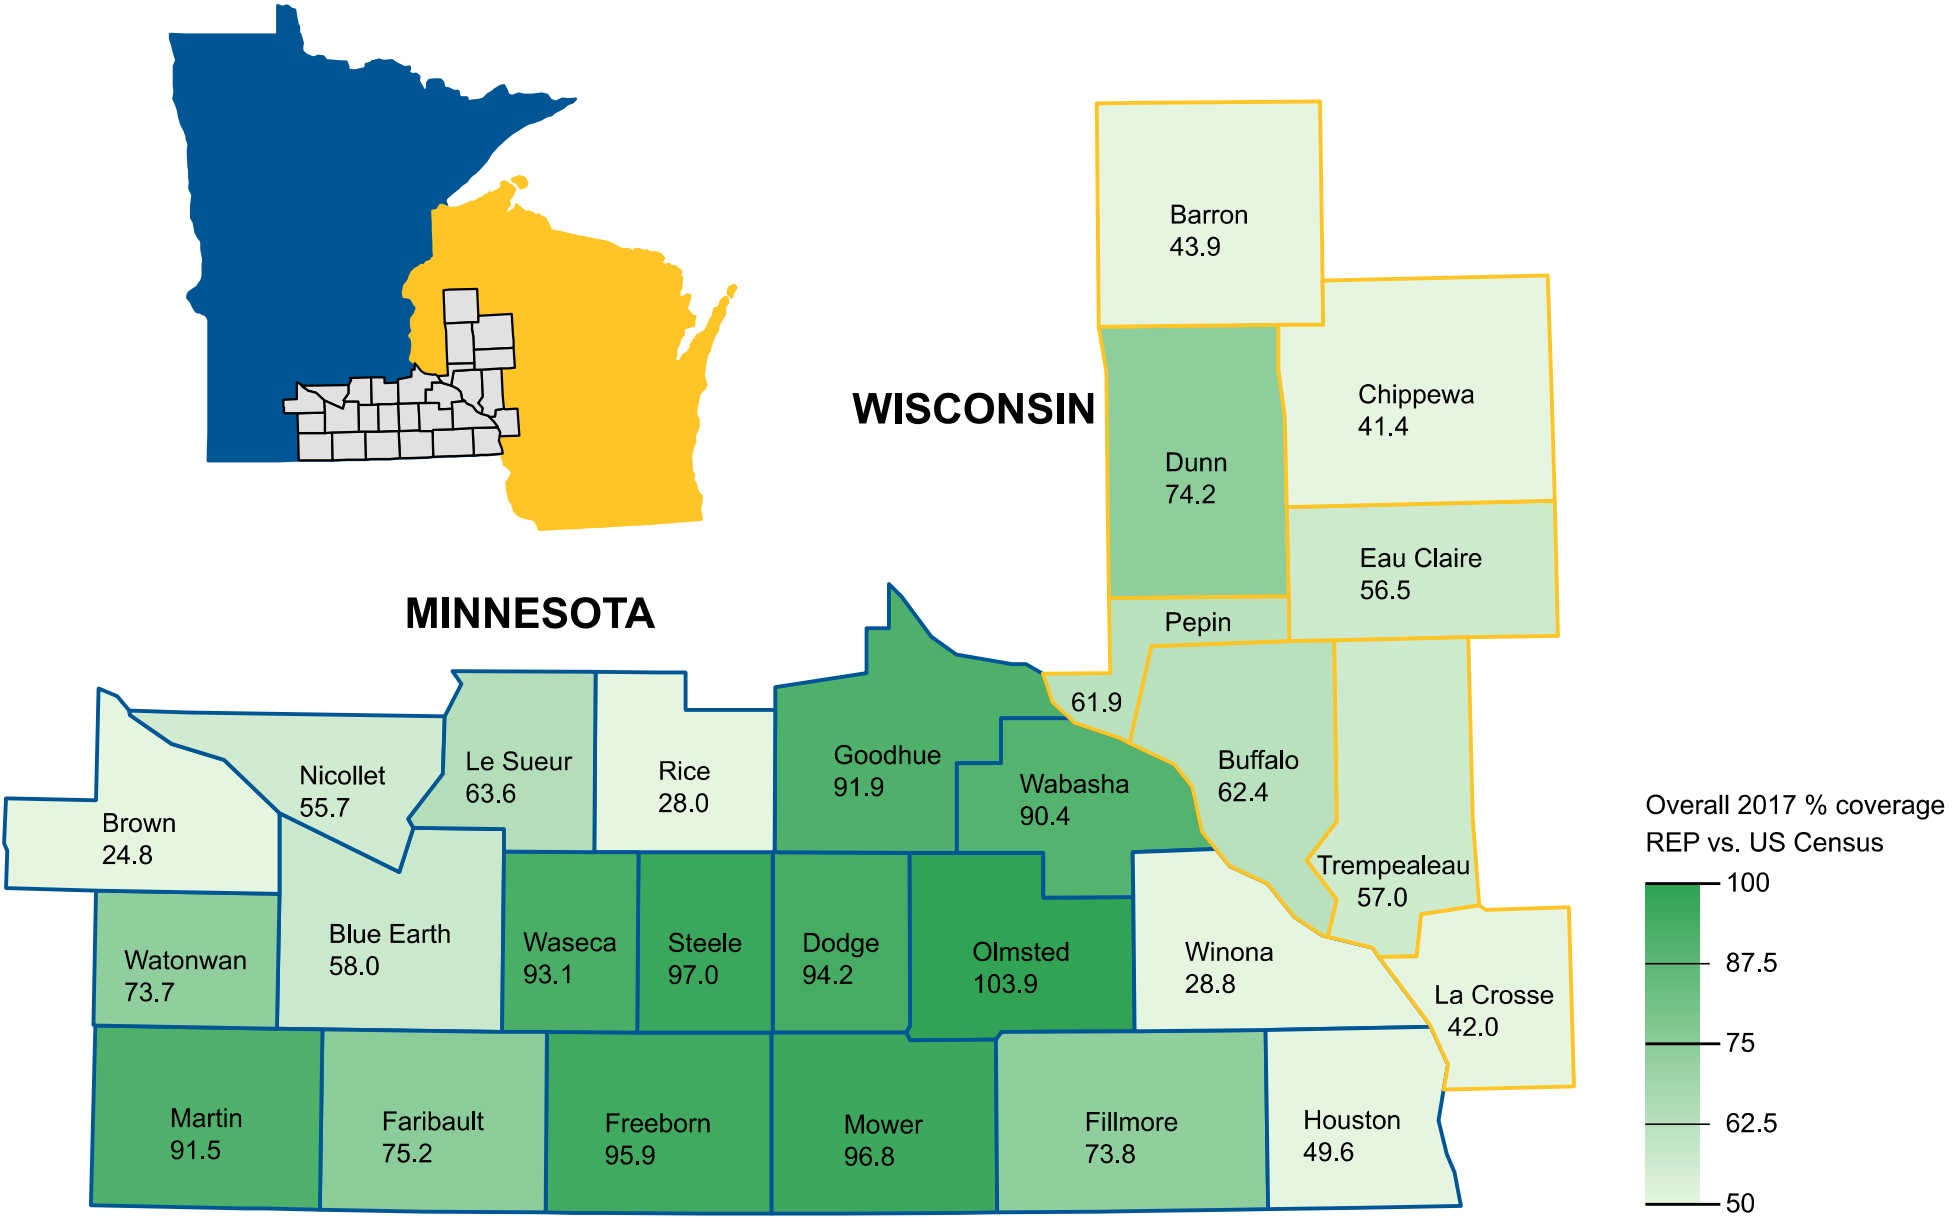 Barron
43.9
Chippewa
41.4
WISCONSIN
Dunn
74.2
Eau Claire
56.5
MINNESOTA
Pepin
61.9
Buffalo
62.4
Trempealeau
57.0
La Crosse
42.0
Nicollet
55.7
Le Sueur
63.6
Rice
28.0
Goodhue
91.9
Wabasha
90.4
Brown
24.8
Watonwan
73.7
Blue Earth
58.0
Waseca
93.1
Steele
97.0
Dodge
94.2
Olmsted
103.9
Winona
28.8
Martin
91.5
Faribault
75.2
Freeborn
95.9
Mower
96.8
Fillmore
73.8
Houston
49.6
Overall 2017 % coverage
REP vs. US Census
100
87.5
75
62.5
50